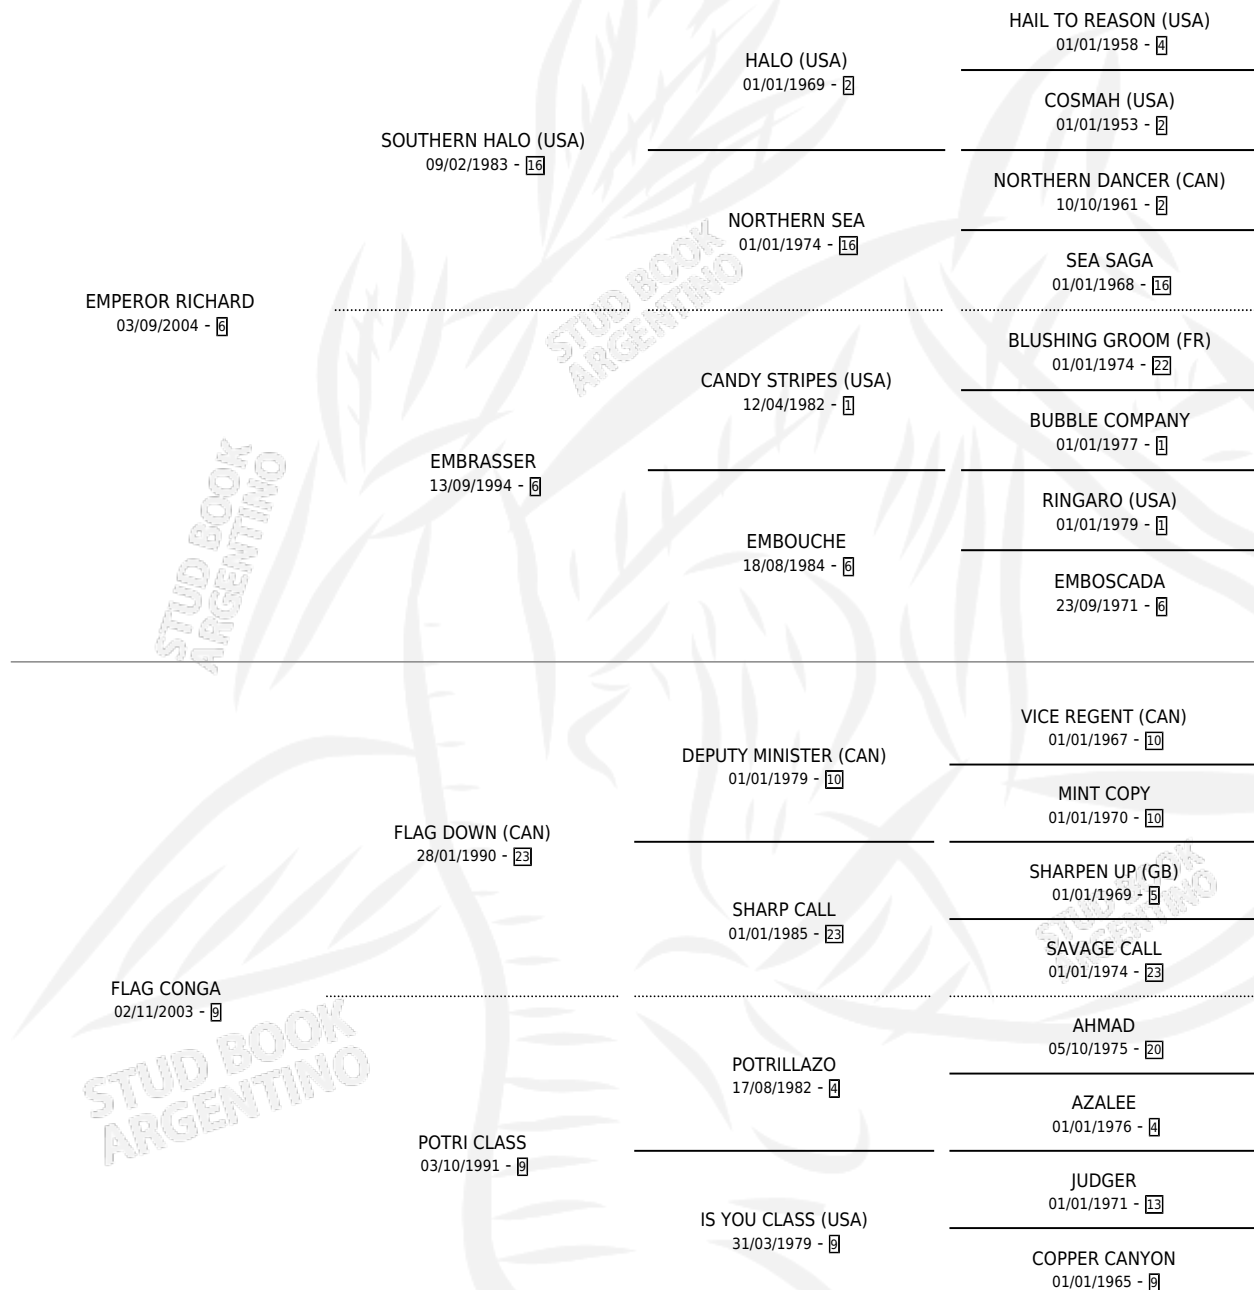 HAIL TO REASON (USA)
01/01/1958 - 4
HALO (USA)
01/01/1969 - 2
COSMAH (USA)
01/01/1953 - 2
SOUTHERN HALO (USA)
09/02/1983 - 16
NORTHERN DANCER (CAN)
10/10/1961 - 2
NORTHERN SEA
01/01/1974 - 16
SEA SAGA
01/01/1968 - 16
EMPEROR RICHARD
03/09/2004 - 6
BLUSHING GROOM (FR)
01/01/1974 - 22
CANDY STRIPES (USA)
12/04/1982 - 1
BUBBLE COMPANY
01/01/1977 - 1
EMBRASSER
13/09/1994 - 6
RINGARO (USA)
01/01/1979 - 1
EMBOUCHE
18/08/1984 - 6
EMBOSCADA
23/09/1971 - 6
VICE REGENT (CAN)
01/01/1967 - 10
DEPUTY MINISTER (CAN)
01/01/1979 - 10
MINT COPY
01/01/1970 - 10
FLAG DOWN (CAN)
28/01/1990 - 23
SHARPEN UP (GB)
01/01/1969 - 5
SHARP CALL
01/01/1985 - 23
SAVAGE CALL
01/01/1974 - 23
FLAG CONGA
02/11/2003 - 9
AHMAD
05/10/1975 - 20
POTRILLAZO
17/08/1982 - 4
AZALEE
01/01/1976 - 4
POTRI CLASS
03/10/1991 - 9
JUDGER
01/01/1971 - 13
IS YOU CLASS (USA)
31/03/1979 - 9
COPPER CANYON
01/01/1965 - 9
STUD BOOK
ARGENTINO
STUD BOOK
ARGENTINO
STUD BOOK
ARGENTINO
STUD BOOK
ARGENTINO